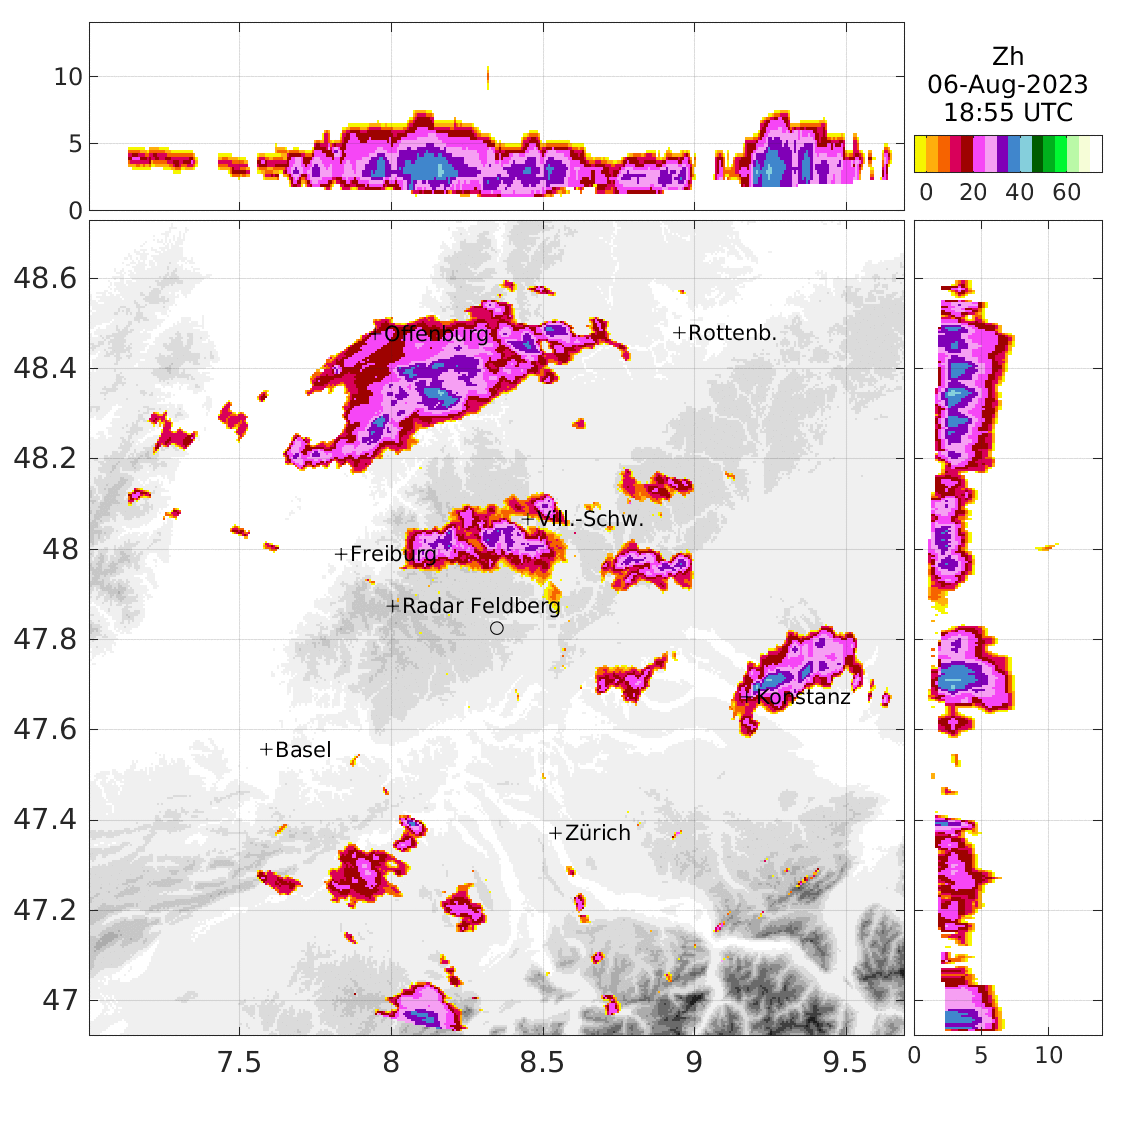 Zh
06-Aug-2023
18:55 UTC
0 20 40 60
10
5
0
48.6
48.4
48.2
48
47.8
47.6
47.4
47.2
47
+Offenburg
+Rottenb.
+Vill.-Schw.
+Freiburg
+Radar Feldberg
+Konstanz
+Basel
+Zürich
7.5 8 8.5 9 9.5
0 5 10